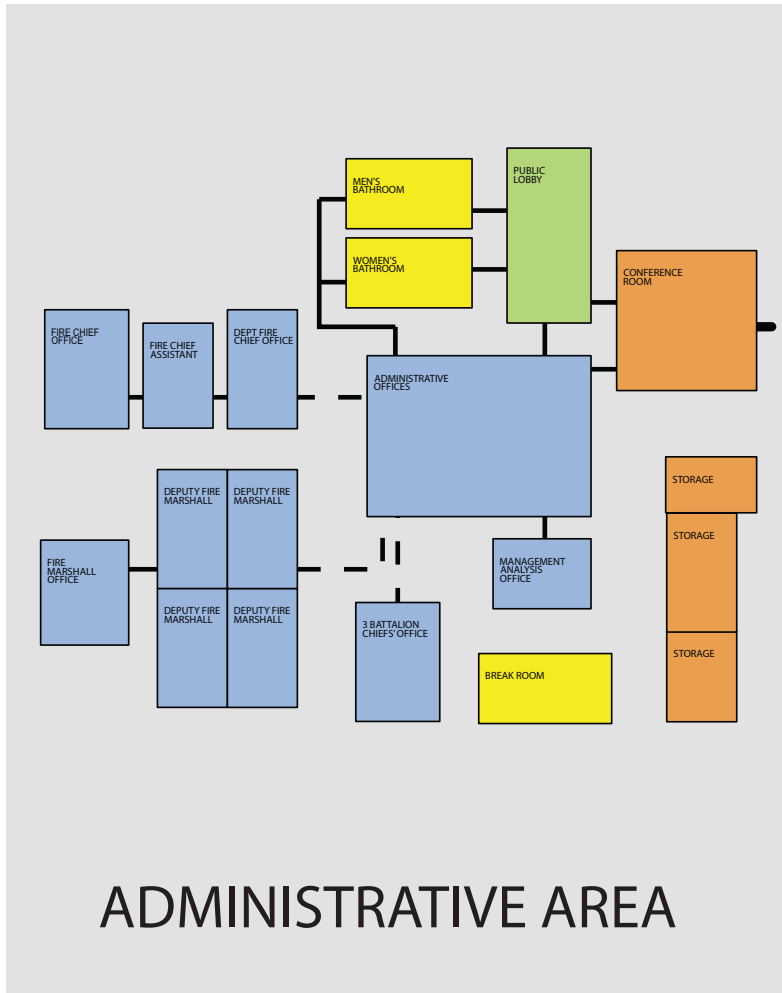 MEN'S
BATHROOM
PUBLIC
LOBBY
WOMEN'S
BATHROOM
CONFERENCE
ROOM
FIRE CHIEF
OFFICE
FIRE CHIEF
ASSISTANT
DEPT FIRE
CHIEF OFFICE
ADMINISTRATIVE
OFFICES
DEPUTY FIRE
MARSHALL
DEPUTY FIRE
MARSHALL
STORAGE
STORAGE
FIRE
MARSHALL
OFFICE
MANAGEMENT
ANALYSIS
OFFICE
DEPUTY FIRE
MARSHALL
DEPUTY FIRE
MARSHALL
3 BATTALION
CHIEFS' OFFICE
STORAGE
BREAK ROOM
ADMINISTRATIVE AREA